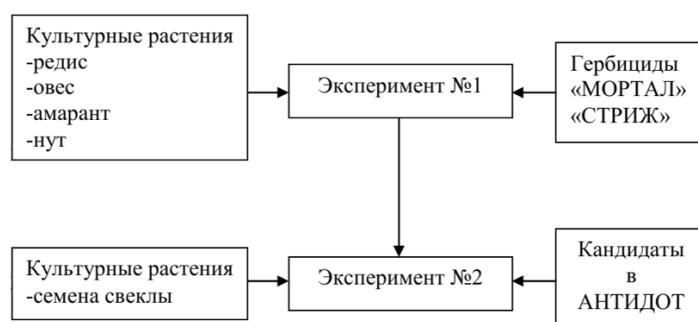 Культурные растения
-редис
-овес
-амарант
-нут
Эксперимент №1
Гербициды
«МОРТАЛ»
«СТРИЖ»
Культурные растения
-семена свеклы
Эксперимент №2
Кандидаты
в
АНТИДОТ